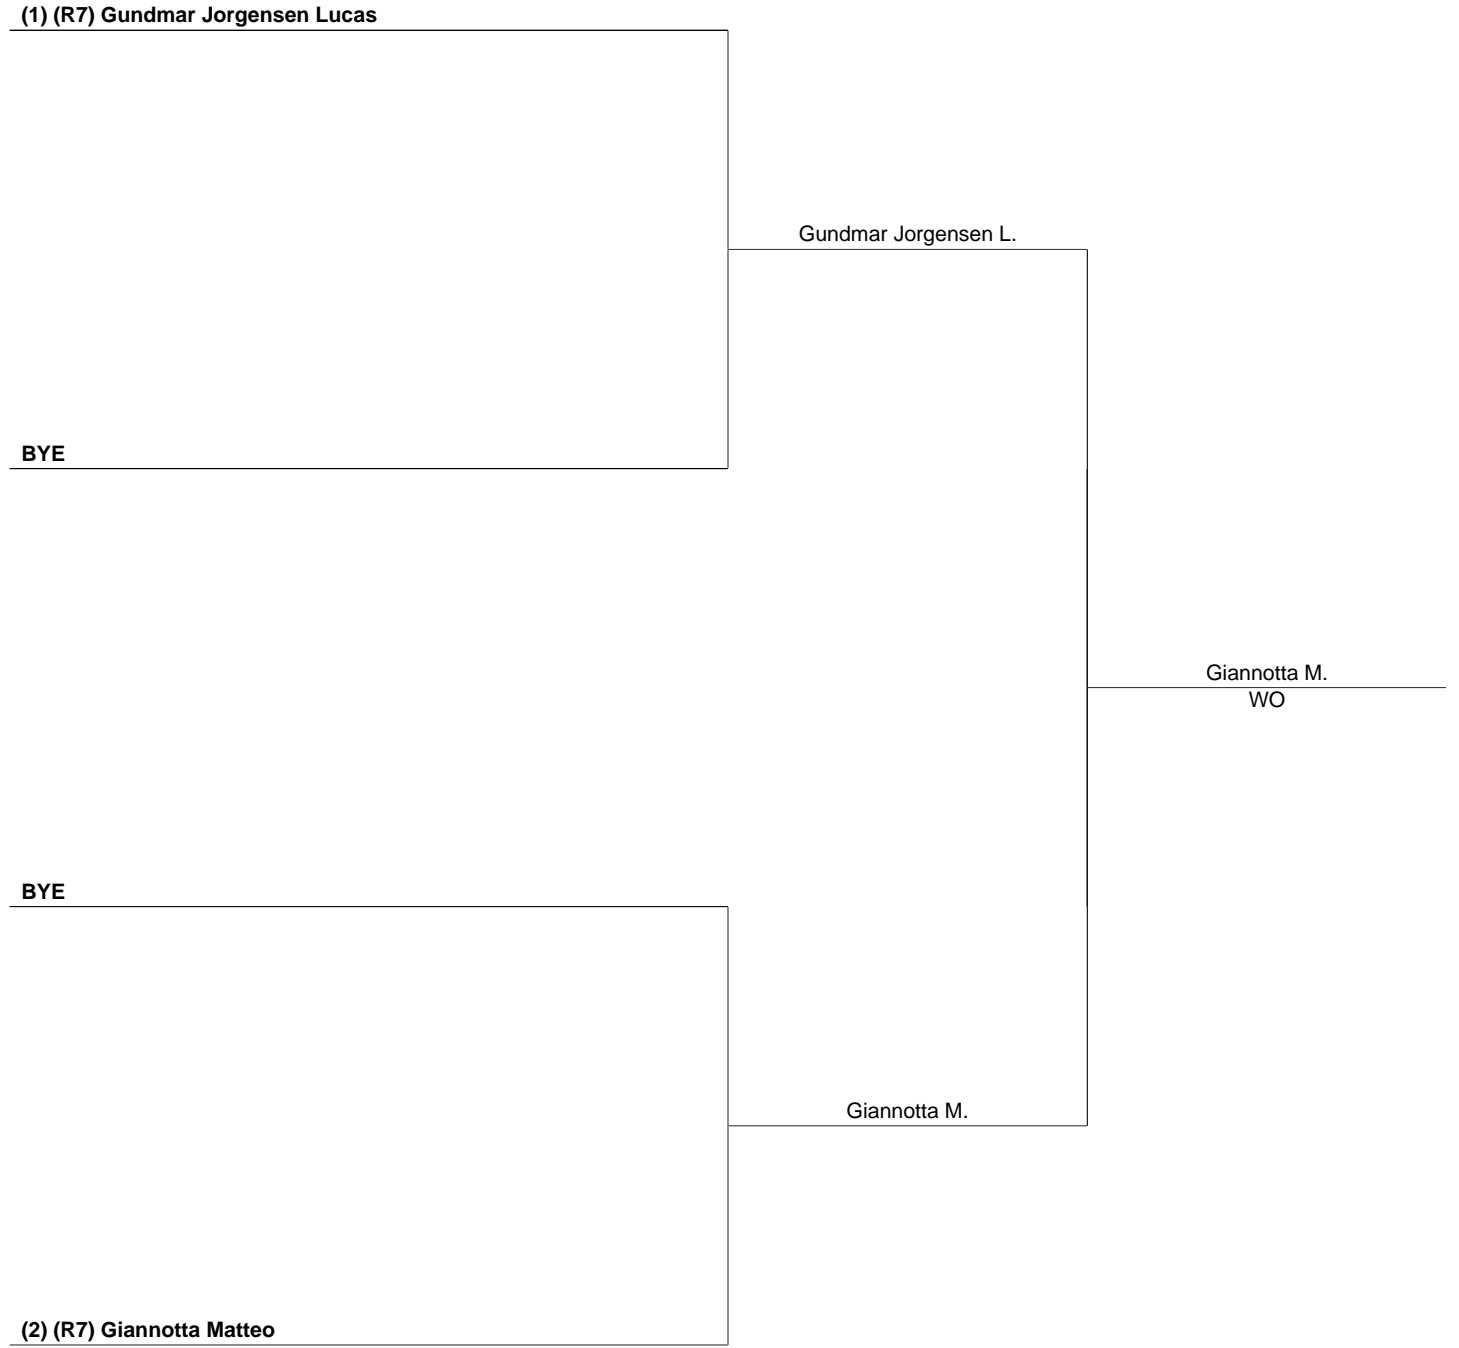 (1) (R7) Gundmar Jorgensen Lucas
Gundmar Jorgensen L.
BYE
Giannotta M.
WO
BYE
Giannotta M.
(2) (R7) Giannotta Matteo